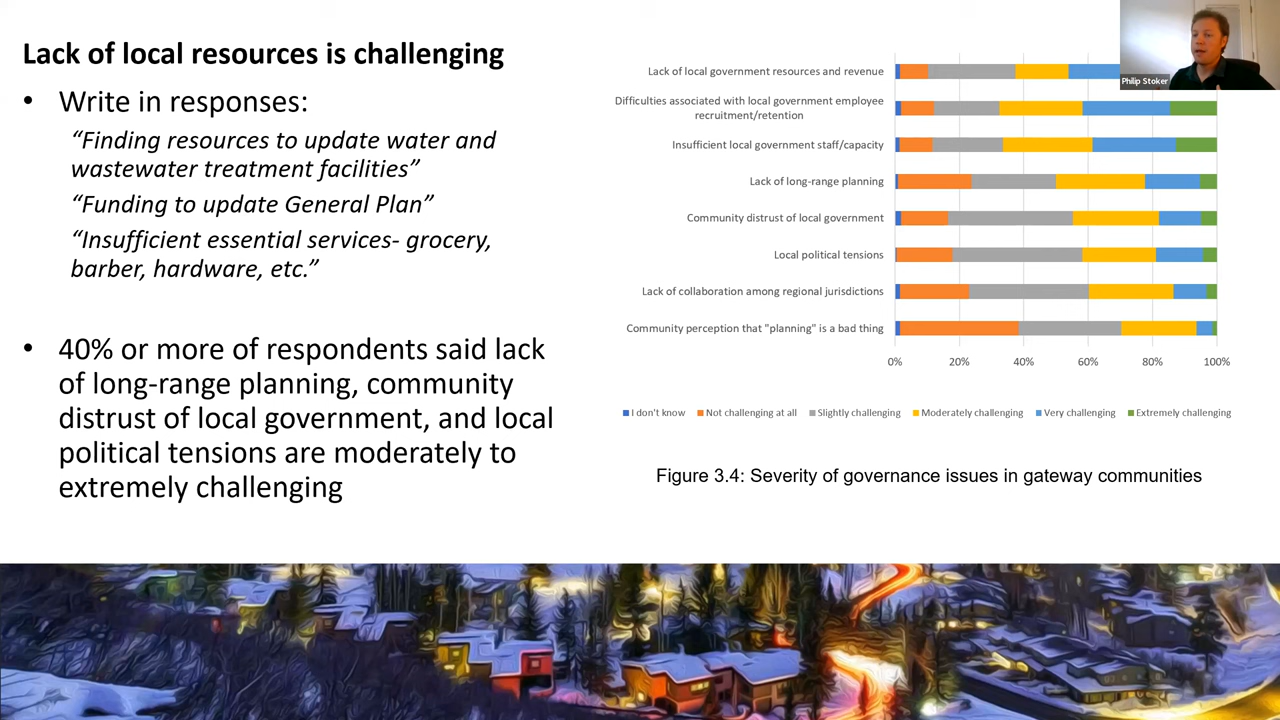 Lack of local resources is challenging
• Write in responses:
“Finding resources to update water and
wastewater treatment facilities”
“Funding to update General Plan”
“Insufficient essential services- grocery,
barber, hardware, etc.”
• 40% or more of respondents said lack
of long-range planning, community
distrust of local government, and local
political tensions are moderately to
extremely challenging
Lack of local government resources and revenue
Difficulties associated with local government employee
recruitment/retention
Insufficient local government staff/capacity
Lack of long-range planning
Community distrust of local government
Local political tensions
Lack of collaboration among regional jurisdictions
Community perception that "planning" is a bad thing
0% 20% 40% 60% 80% 100%
I don't know Not challenging at all Slightly challenging Moderately challenging Very challenging Extremely challenging
Figure 3.4: Severity of governance issues in gateway communities
Philip Stoker